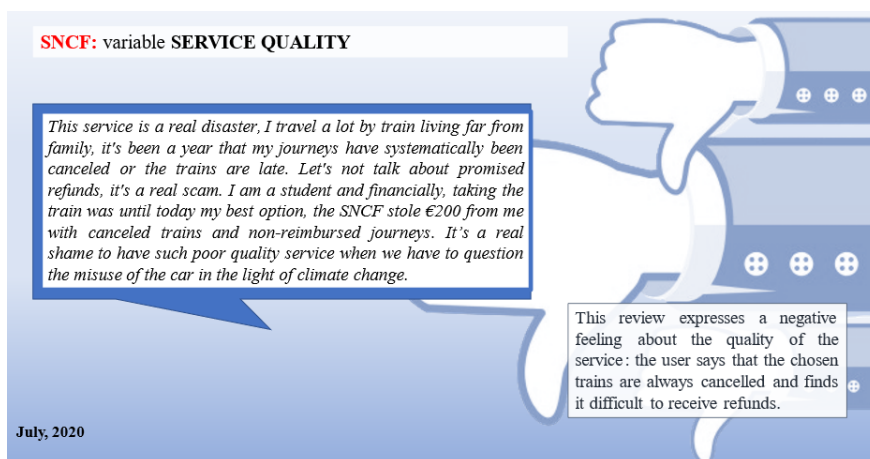 SNCF: variable SERVICE QUALITY
This service is a real disaster, I travel a lot by train living far from
family, it's been a year that my journeys have systematically been
canceled or the trains are late. Let's not talk about promised
refunds, it's a real scam. I am a student and financially, taking the
train was until today my best option, the SNCF stole €200 from me
with canceled trains and non-reimbursed journeys. It’s a real
shame to have such poor quality service when we have to question
the misuse of the car in the light of climate change.
This review expresses a negative
feeling about the quality of the
service: the user says that the chosen
trains are always cancelled and finds
it difficult to receive refunds.
July, 2020